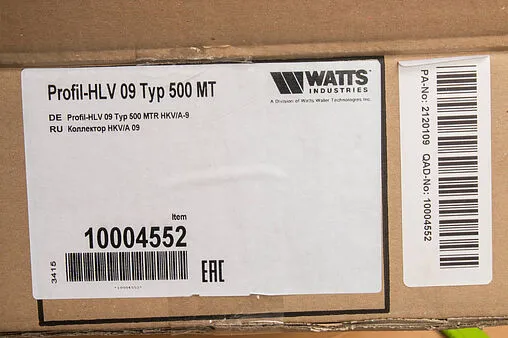 Profil-HLV 09 Typ 500 MT
WATTS
INDUSTRIES
A Division of Watts Water Technologies Inc.
DE Profil-HLV 09 Typ 500 MTR HKV/A-9
RU Коллектор HKV/A 09
Item
10004552
3415
*10004552*
EAC
PA-No: 2120109 QAD-No: 10004552